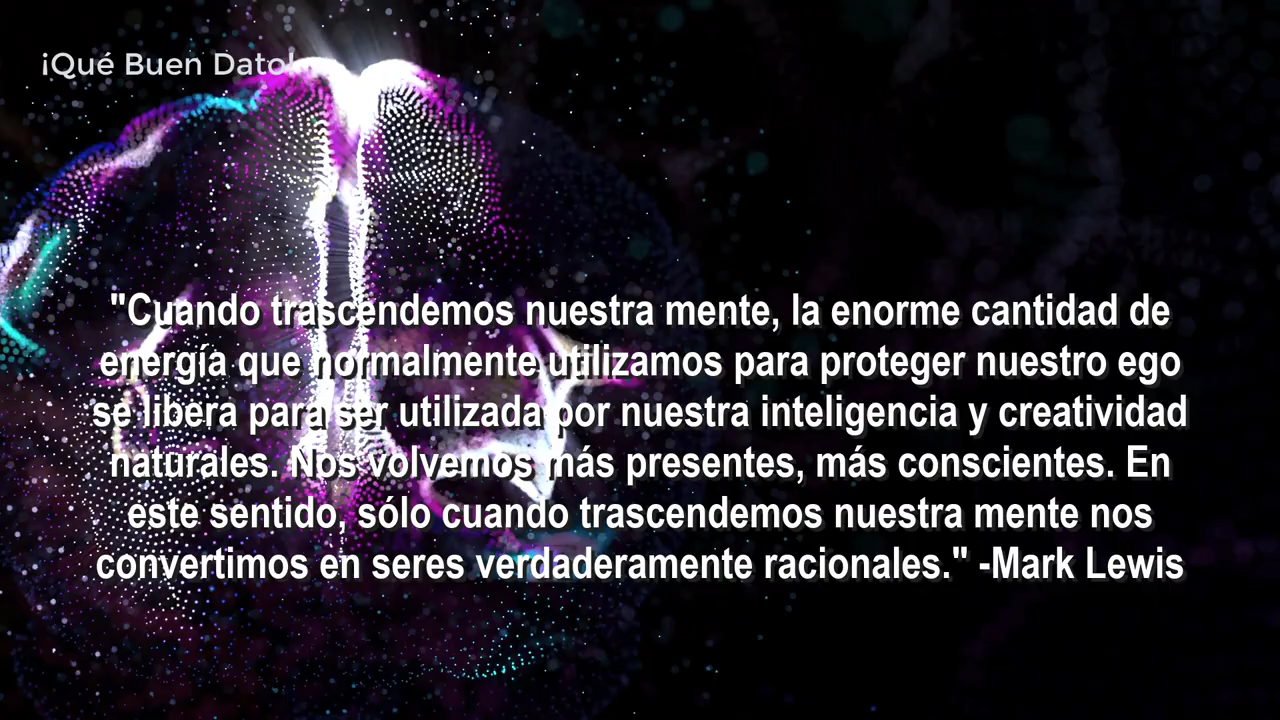 ¡Qué Buen Dato!
"Cuando trascendemos nuestra mente, la enorme cantidad de
energía que normalmente utilizamos para proteger nuestro ego
se libera para ser utilizada por nuestra inteligencia y creatividad
naturales. Nos volvemos más presentes, más conscientes. En
este sentido, sólo cuando trascendemos nuestra mente nos
convertimos en seres verdaderamente racionales." -Mark Lewis